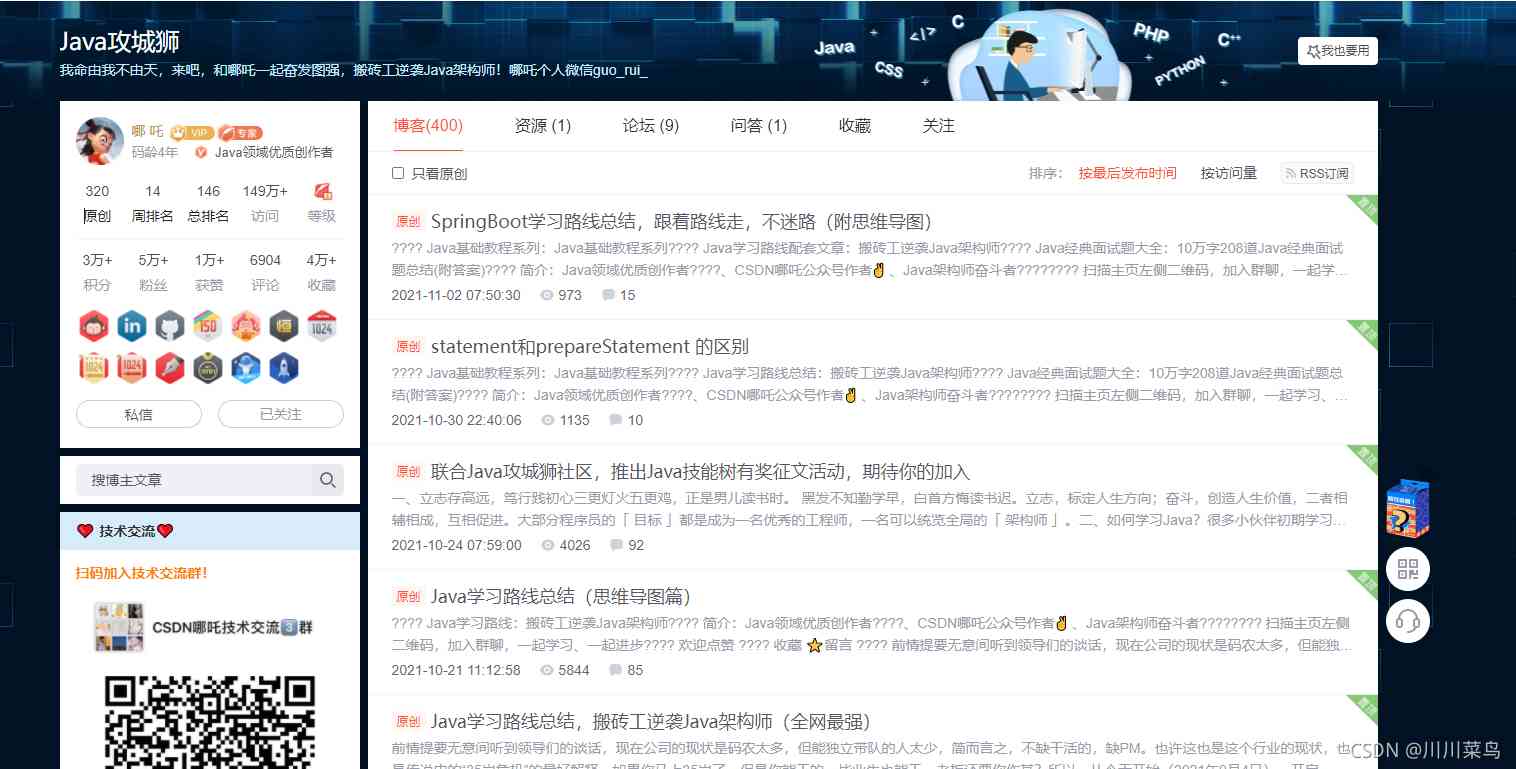 Java攻城狮
我命由我不由天，来吧，和哪吒一起奋发图强，搬砖工逆袭Java架构师！哪吒个人微信guo_rui_
Java
CSS
</>
C
PHP
PYTHON
C++
我也要用
哪 吒 VIP 专家
码龄4年 Java领域优质创作者
320 14 146 149万+
原创 周排名 总排名 访问 等级
3万+ 5万+ 1万+ 6904 4万+
积分 粉丝 获赞 评论 收藏
in 150 1024
1024 1024
私信 已关注
搜博主文章
技术交流
扫码加入技术交流群！
CSDN哪吒技术交流3群
博客(400) 资源 (1) 论坛 (9) 问答 (1) 收藏 关注
只看原创 排序： 按最后发布时间 按访问量 RSS订阅
置顶
原创 SpringBoot学习路线总结，跟着路线走，不迷路（附思维导图）
???? Java基础教程系列：Java基础教程系列???? Java学习路线配套文章：搬砖工逆袭Java架构师???? Java经典面试题大全：10万字208道Java经典面试
题总结(附答案)???? 简介：Java领域优质创作者????、CSDN哪吒公众号作者✌ 、Java架构师奋斗者???????? 扫描主页左侧二维码，加入群聊，一起学...
2021-11-02 07:50:30 973 15
置顶
原创 statement和prepareStatement 的区别
???? Java基础教程系列：Java基础教程系列???? Java学习路线总结：搬砖工逆袭Java架构师???? Java经典面试题大全：10万字208道Java经典面试题总
结(附答案)???? 简介：Java领域优质创作者????、CSDN哪吒公众号作者✌ 、Java架构师奋斗者???????? 扫描主页左侧二维码，加入群聊，一起学习、...
2021-10-30 22:40:06 1135 10
置顶
原创 联合Java攻城狮社区，推出Java技能树有奖征文活动，期待你的加入
一、立志存高远，笃行践初心三更灯火五更鸡，正是男儿读书时。 黑发不知勤学早，白首方悔读书迟。立志，标定人生方向；奋斗，创造人生价值，二者相
辅相成，互相促进。大部分程序员的「 目标 」都是成为一名优秀的工程师，一名可以统览全局的「 架构师 」。二、如何学习Java？很多小伙伴初期学习...
2021-10-24 07:59:00 4026 92
置顶
原创 Java学习路线总结（思维导图篇）
???? Java学习路线：搬砖工逆袭Java架构师???? 简介：Java领域优质创作者????、CSDN哪吒公众号作者✌ 、Java架构师奋斗者???????? 扫描主页左侧
二维码，加入群聊，一起学习、一起进步???? 欢迎点赞 ???? 收藏 ⭐留言 ???? 前情提要无意间听到领导们的谈话，现在公司的现状是码农太多，但能独...
2021-10-21 11:12:58 5844 85
置顶
原创 Java学习路线总结，搬砖工逆袭Java架构师（全网最强）
前情提要无意间听到领导们的谈话，现在公司的现状是码农太多，但能独立带队的人太少，简而言之，不缺干活的，缺PM。也许这也是这个行业的现状，也
CSDN @川川菜鸟